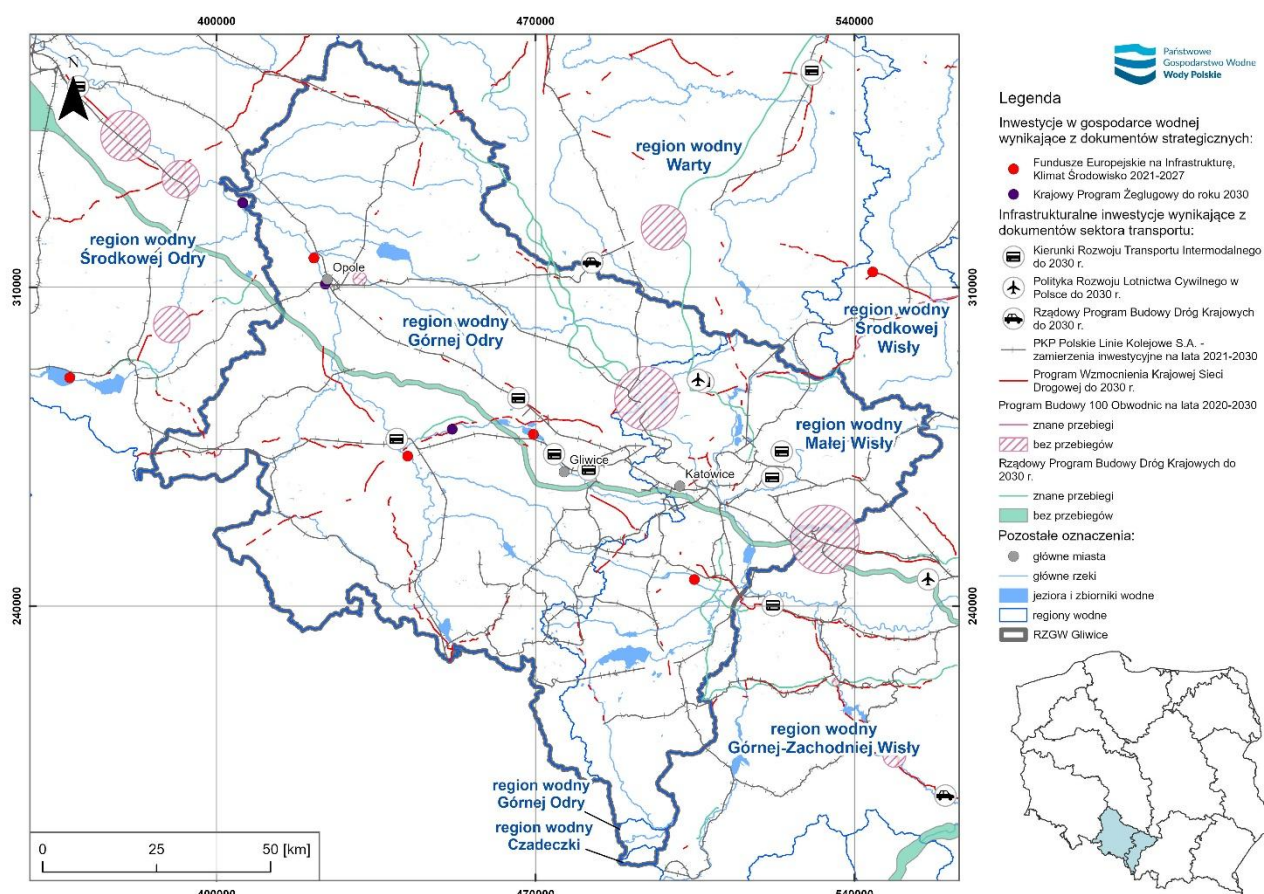 400000
470000
540000
N
region wodny
Warty
region wodny
Środkowej Odry
Opole
310000
310000
region wodny
Górnej Odry
region wodny
Środkowej
Wisły
region wodny
Małej Wisły
Gliwice
Katowice
240000
240000
region wodny
Górnej-Zachodniej Wisły
region wodny
Górnej Odry
region wodny
Czadeczki
0
25
50 [km]
400000
470000
540000
Państwowe
Gospodarstwo Wodne
Wody Polskie
Legenda
Inwestycje w gospodarce wodnej
wynikające z dokumentów strategicznych:
Fundusze Europejskie na Infrastrukturę,
Klimat Środowisko 2021-2027
Krajowy Program Żeglugowy do roku 2030
Infrastrukturalne inwestycje wynikające z
dokumentów sektora transportu:
Kierunki Rozwoju Transportu Intermodalnego
do 2030 r.
Polityka Rozwoju Lotnictwa Cywilnego w
Polsce do 2030 r.
Rządowy Program Budowy Dróg Krajowych
do 2030 r.
PKP Polskie Linie Kolejowe S.A. -
zamierzenia inwestycyjne na lata 2021-2030
Program Wzmocnienia Krajowej Sieci
Drogowej do 2030 r.
Program Budowy 100 Obwodnic na lata 2020-2030
znane przebiegi
bez przebiegów
Rządowy Program Budowy Dróg Krajowych do
2030 r.
znane przebiegi
bez przebiegów
Pozostałe oznaczenia:
główne miasta
główne rzeki
jeziora i zbiorniki wodne
regiony wodne
RZGW Gliwice